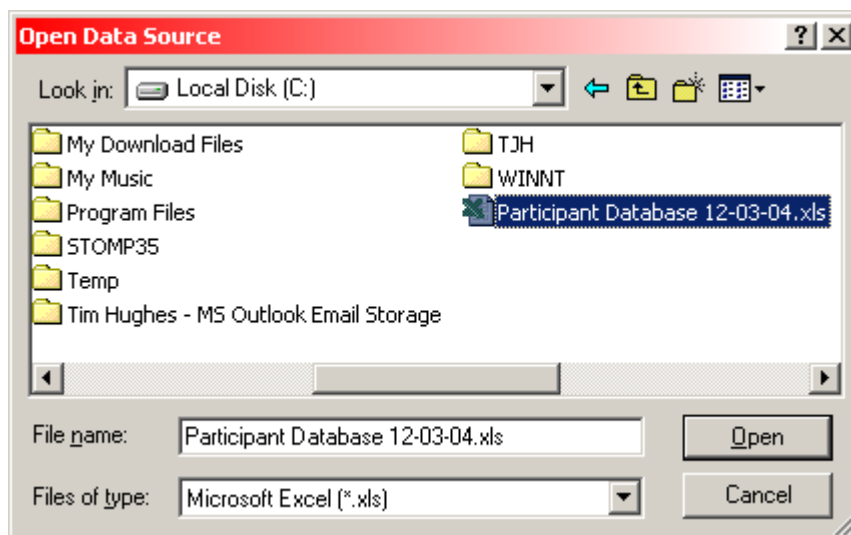 Open Data Source
Look in: Local Disk (C:)
My Download Files
My Music
Program Files
STOMP35
Temp
Tim Hughes - MS Outlook Email Storage
TJH
WINNT
Participant Database 12-03-04.xls
File name: Participant Database 12-03-04.xls
Open
Files of type: Microsoft Excel (*.xls)
Cancel